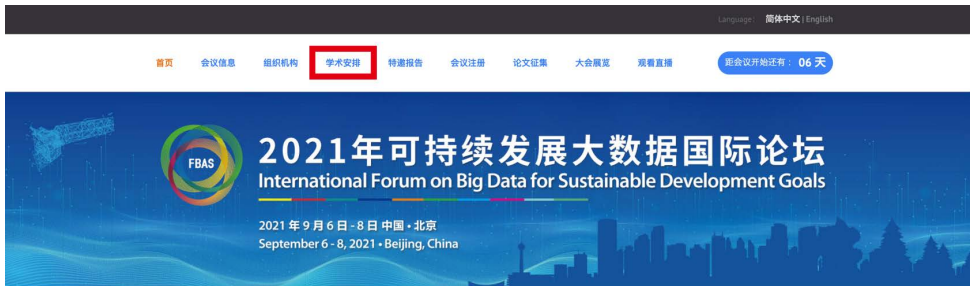 Language: 简体中文 | English
首页 会议信息 组织机构 学术安排 特邀报告 会议注册 论文征集 大会展览 观看直播 距会议开始还有： 06 天
FBAS
2021年可持续发展大数据国际论坛
International Forum on Big Data for Sustainable Development Goals
2021 年 9 月 6 日 - 8 日 中国 • 北京
September 6 - 8, 2021 • Beijing, China